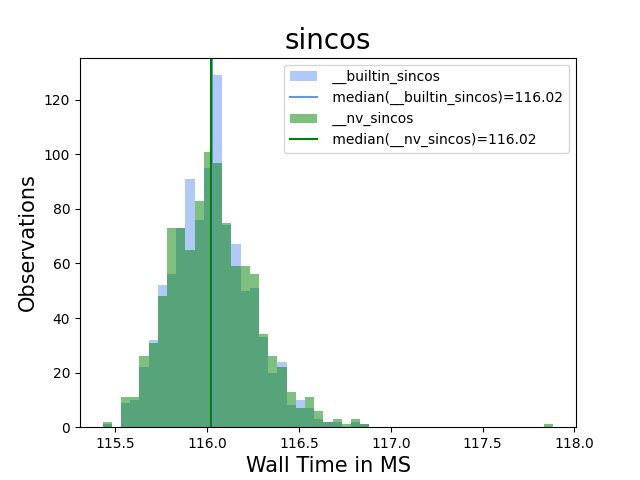 sincos
__builtin_sincos
median(__builtin_sincos)=116.02
__nv_sincos
median(__nv_sincos)=116.02
Observations
120
100
80
60
40
20
0
115.5 116.0 116.5 117.0 117.5 118.0
Wall Time in MS